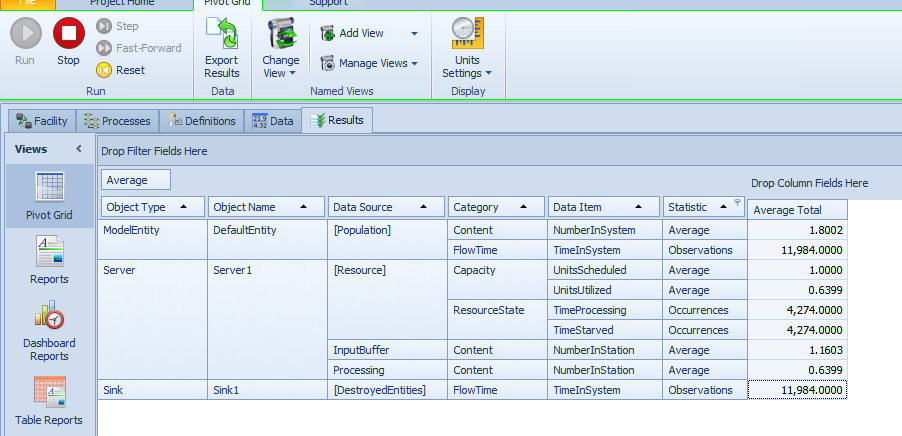 File Project Home Pivot Grid Support
Run
Stop
Step
Fast-Forward
Reset
Run
Export Results
Data
Change View
Add View
Manage Views
Named Views
Units Settings
Display
Facility Processes Definitions Data Results
21.9
4.32
Views <
Pivot Grid
Reports
Dashboard Reports
Table Reports
Drop Filter Fields Here
Average
Drop Column Fields Here
Object Type Object Name Data Source Category Data Item Statistic Average Total
ModelEntity DefaultEntity [Population] Content NumberInSystem Average 1.8002
FlowTime TimeInSystem Observations 11,984.0000
Server Server1 [Resource] Capacity UnitsScheduled Average 1.0000
UnitsUtilized Average 0.6399
ResourceState TimeProcessing Occurrences 4,274.0000
TimeStarved Occurrences 4,274.0000
InputBuffer Content NumberInStation Average 1.1603
Processing Content NumberInStation Average 0.6399
Sink Sink1 [DestroyedEntities] FlowTime TimeInSystem Observations 11,984.0000